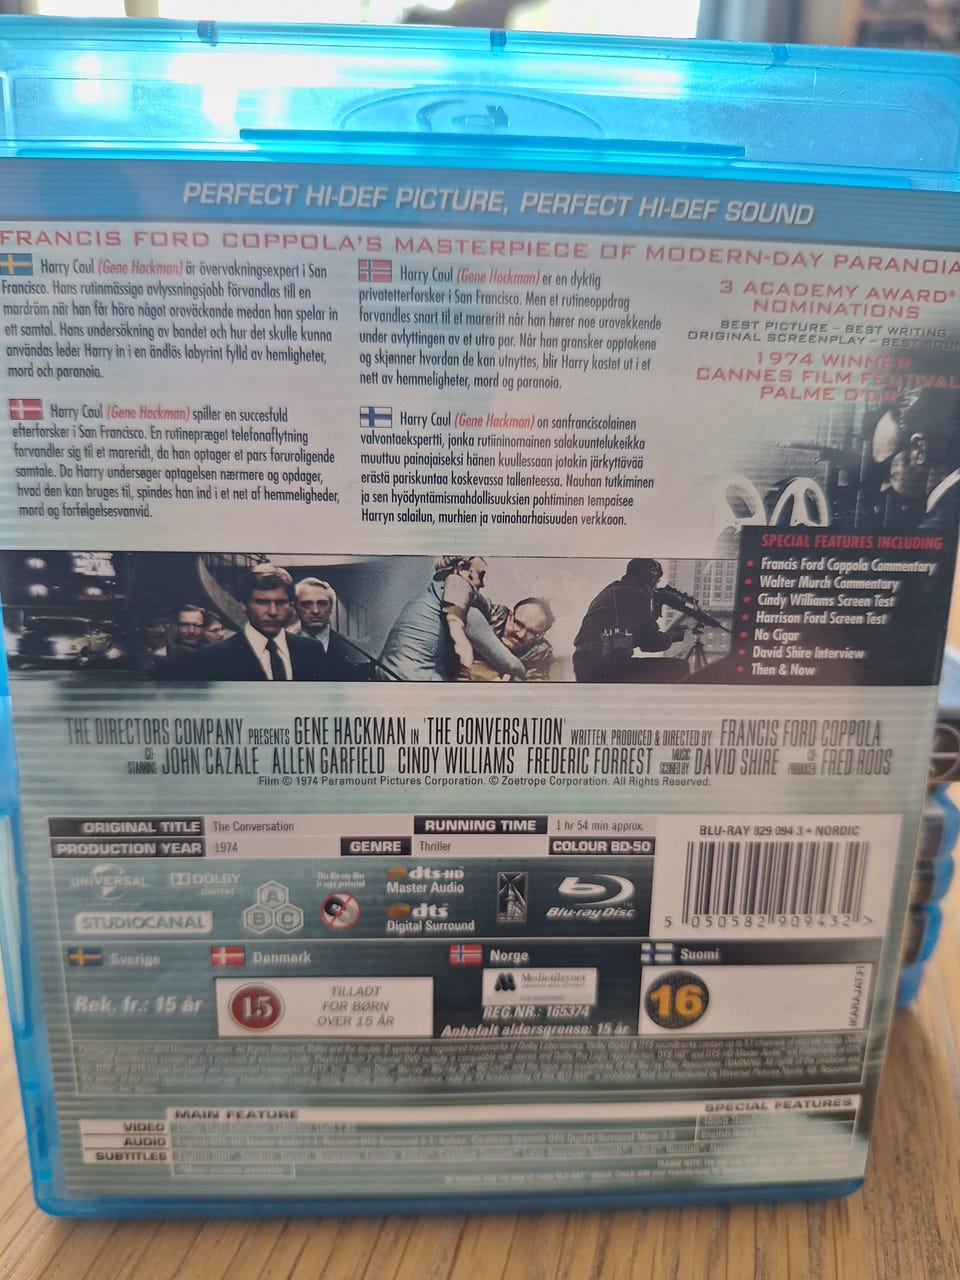 PERFECT HI-DEF PICTURE, PERFECT HI-DEF SOUND
FRANCIS FORD COPPOLA'S MASTERPIECE OF MODERN-DAY PARANOIA
Harry Caul (Gene Hackman) är övervakningsexpert i San
Francisco. Hans rutinmässiga avlyssningsjobb förvandlas till en
mardröm när han får höra något oroväckande medan han spelar in
ett samtal. Hans undersökning av bandet och hur det skulle kunna
användas leder Harry in i en ändlös labyrint fylld av hemligheter,
mord och paranoia.
Harry Caul (Gene Hackman) er en dyktig
privatetterforsker i San Francisco. Men et rutineoppdrag
forvandles snart til et mareritt når han hører noe urovekkende
under avlyttingen av et utro par. Når han gransker opptakene
og skjønner hvordan de kan utnyttes, blir Harry kastet ut i et
nett av hemmeligheter, mord og paranoia.
3 ACADEMY AWARD®
NOMINATIONS
BEST PICTURE – BEST WRITING
ORIGINAL SCREENPLAY – BEST SOUN
1974 WINNER
CANNES FILM FESTIVAL
PALME D'OR
Harry Caul (Gene Hackman) spiller en succesfuld
efterforsker i San Francisco. En rutinepræget telefonaflytning
forvandler sig til et mareridt, da han optager et pars foruroligende
samtale. Da Harry undersøger optagelsen nærmere og opdager,
hvad den kan bruges til, spindes han ind i et net af hemmeligheder,
mord og forfølgelsesvanvid.
Harry Caul (Gene Hackman) on sanfranciscolainen
valvontaekspertti, jonka rutiininomainen salakuuntelukeikka
muuttuu painajaiseksi hänen kuullessaan jotakin järkyttävää
erästä pariskuntaa koskevassa tallenteessa. Nauhan tutkiminen
ja sen hyödyntämismahdollisuuksien pohtiminen tempaisee
Harryn salailun, murhien ja vainoharhaisuuden verkkoon.
SPECIAL FEATURES INCLUDING
• Francis Ford Coppola Commentary
• Walter Murch Commentary
• Cindy Williams Screen Test
• Harrison Ford Screen Test
• No Cigar
• David Shire Interview
• Then & Now
THE DIRECTORS COMPANY PRESENTS GENE HACKMAN IN 'THE CONVERSATION' WRITTEN, PRODUCED & DIRECTED BY FRANCIS FORD COPPOLA
CO-STARRING JOHN CAZALE ALLEN GARFIELD CINDY WILLIAMS FREDERIC FORREST MUSIC SCORED BY DAVID SHIRE CO-PRODUCER FRED ROOS
Film © 1974 Paramount Pictures Corporation. © Zoetrope Corporation. All Rights Reserved.
ORIGINAL TITLE The Conversation RUNNING TIME 1 hr 54 min approx.
PRODUCTION YEAR 1974 GENRE Thriller COLOUR BD-50
BLU-RAY 829 094 3 • NORDIC
5 050582 909432 >
UNIVERSAL
DOLBY
DIGITAL
STUDIOCANAL
A
B C
This Blu-ray Disc
is copy protected
dts-HD
Master Audio
dts
Digital Surround
Blu-ray Disc
Sverige
Rek. fr.: 15 år
Danmark
15
TILLADT
FOR BØRN
OVER 15 ÅR
Norge
Medietilsynet
REG.NR.: 165374
Anbefalt aldersgrense: 15 år
Suomi
16
IKARAJAT.FI
MAIN FEATURE
SPECIAL FEATURES
VIDEO
AUDIO
SUBTITLES